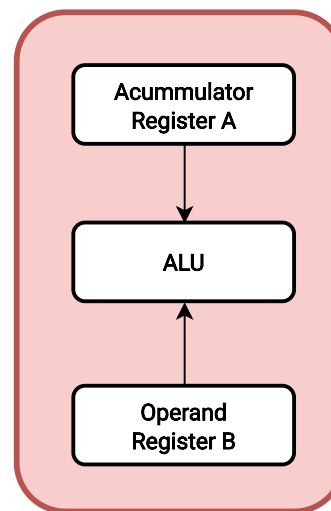 Acummulator
Register A
ALU
Operand
Register B